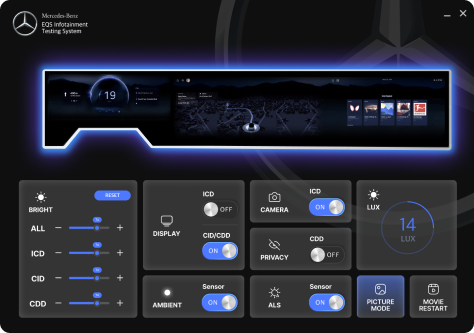 Mercedes-Benz
EQS Infotainment
Testing System
19
BRIGHT
RESET
ALL
ICD
CID
CDD
DISPLAY
ICD
OFF
CID/CDD
ON
AMBIENT
Sensor
ON
CAMERA
ICD
ON
PRIVACY
CDD
OFF
ALS
Sensor
ON
LUX
14
LUX
PICTURE
MODE
MOVIE
RESTART